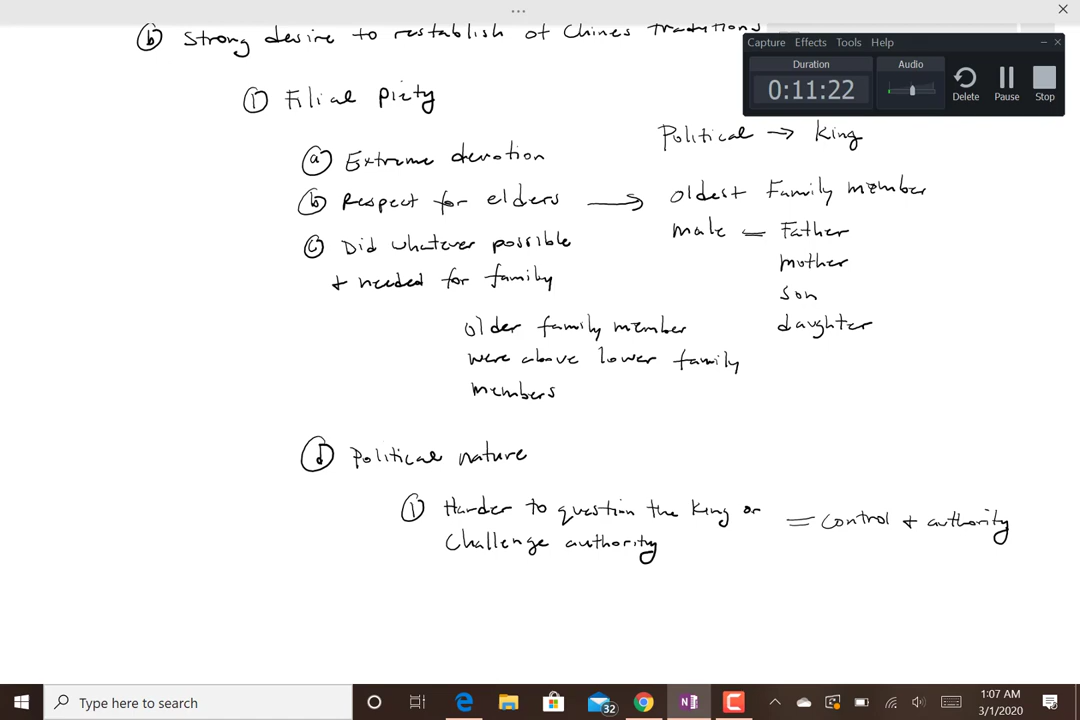 ⓑ Strong desire to restablish of Chines traditions
Capture Effects Tools Help
Duration
0:11:22
Audio
Delete Pause Stop
① Filial piety
Political → King
ⓐ Extreme devotion
ⓑ Respect for elders → oldest Family member
male = Father
ⓒ Did whatever possible
mother
+ needed for family
son
older family member
daughter
were above lower family
members
ⓓ Political nature
① Harder to question the King or = control + authority
Challenge authority
Type here to search
32
1:07 AM
3/1/2020